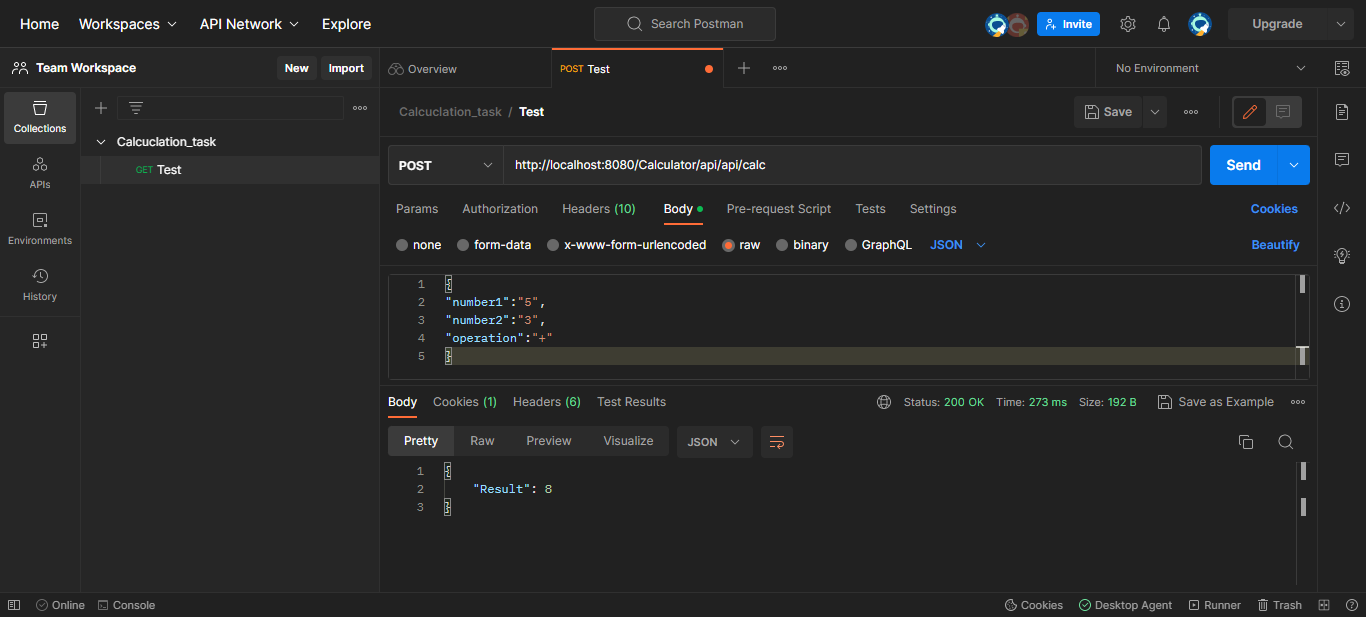 Home Workspaces API Network Explore Search Postman Invite Upgrade
Team Workspace New Import Overview POST Test No Environment
Collections
APIs
Environments
History
Calcuclation_task
GET Test
Calcuclation_task / Test Save
POST http://localhost:8080/Calculator/api/api/calc Send
Params Authorization Headers (10) Body Pre-request Script Tests Settings Cookies
none form-data x-www-form-urlencoded raw binary GraphQL JSON Beautify
1 {
2 "number1":"5",
3 "number2":"3",
4 "operation":"+"
5 }
Body Cookies (1) Headers (6) Test Results Status: 200 OK Time: 273 ms Size: 192 B Save as Example
Pretty Raw Preview Visualize JSON
1 {
2 "Result": 8
3 }
Online Console Cookies Desktop Agent Runner Trash